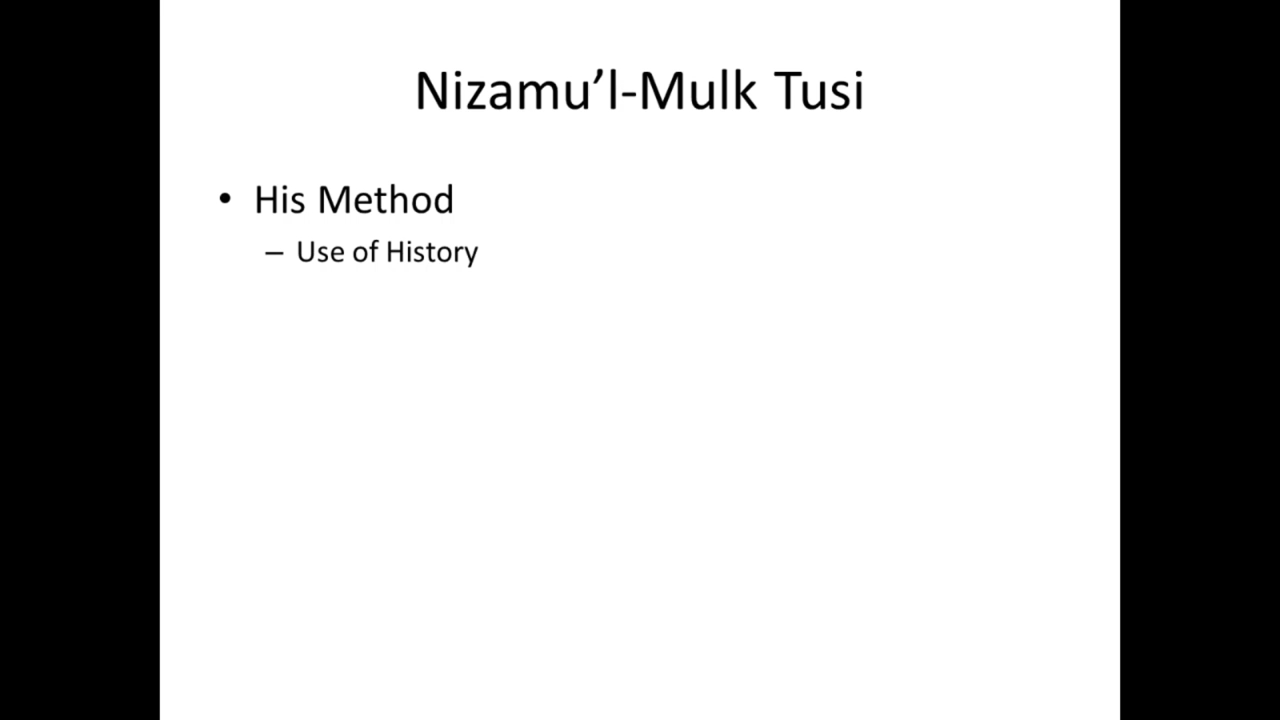 Nizamu’l-Mulk Tusi
• His Method
– Use of History